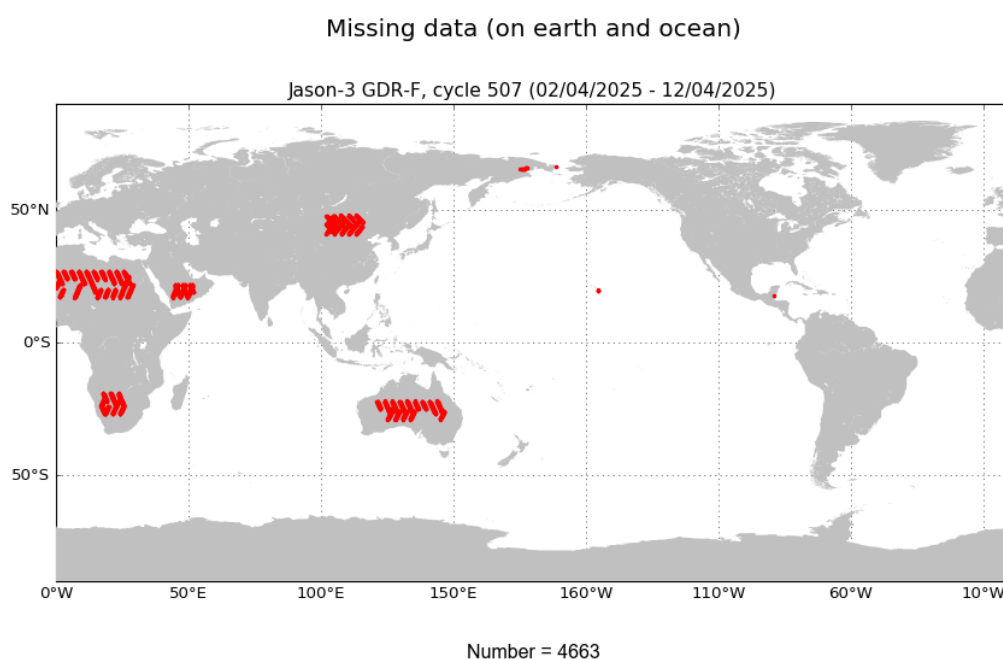 Missing data (on earth and ocean)
Jason-3 GDR-F, cycle 507 (02/04/2025 - 12/04/2025)
50°N
0°S
50°S
0°W 50°E 100°E 150°E 160°W 110°W 60°W 10°W
Number = 4663